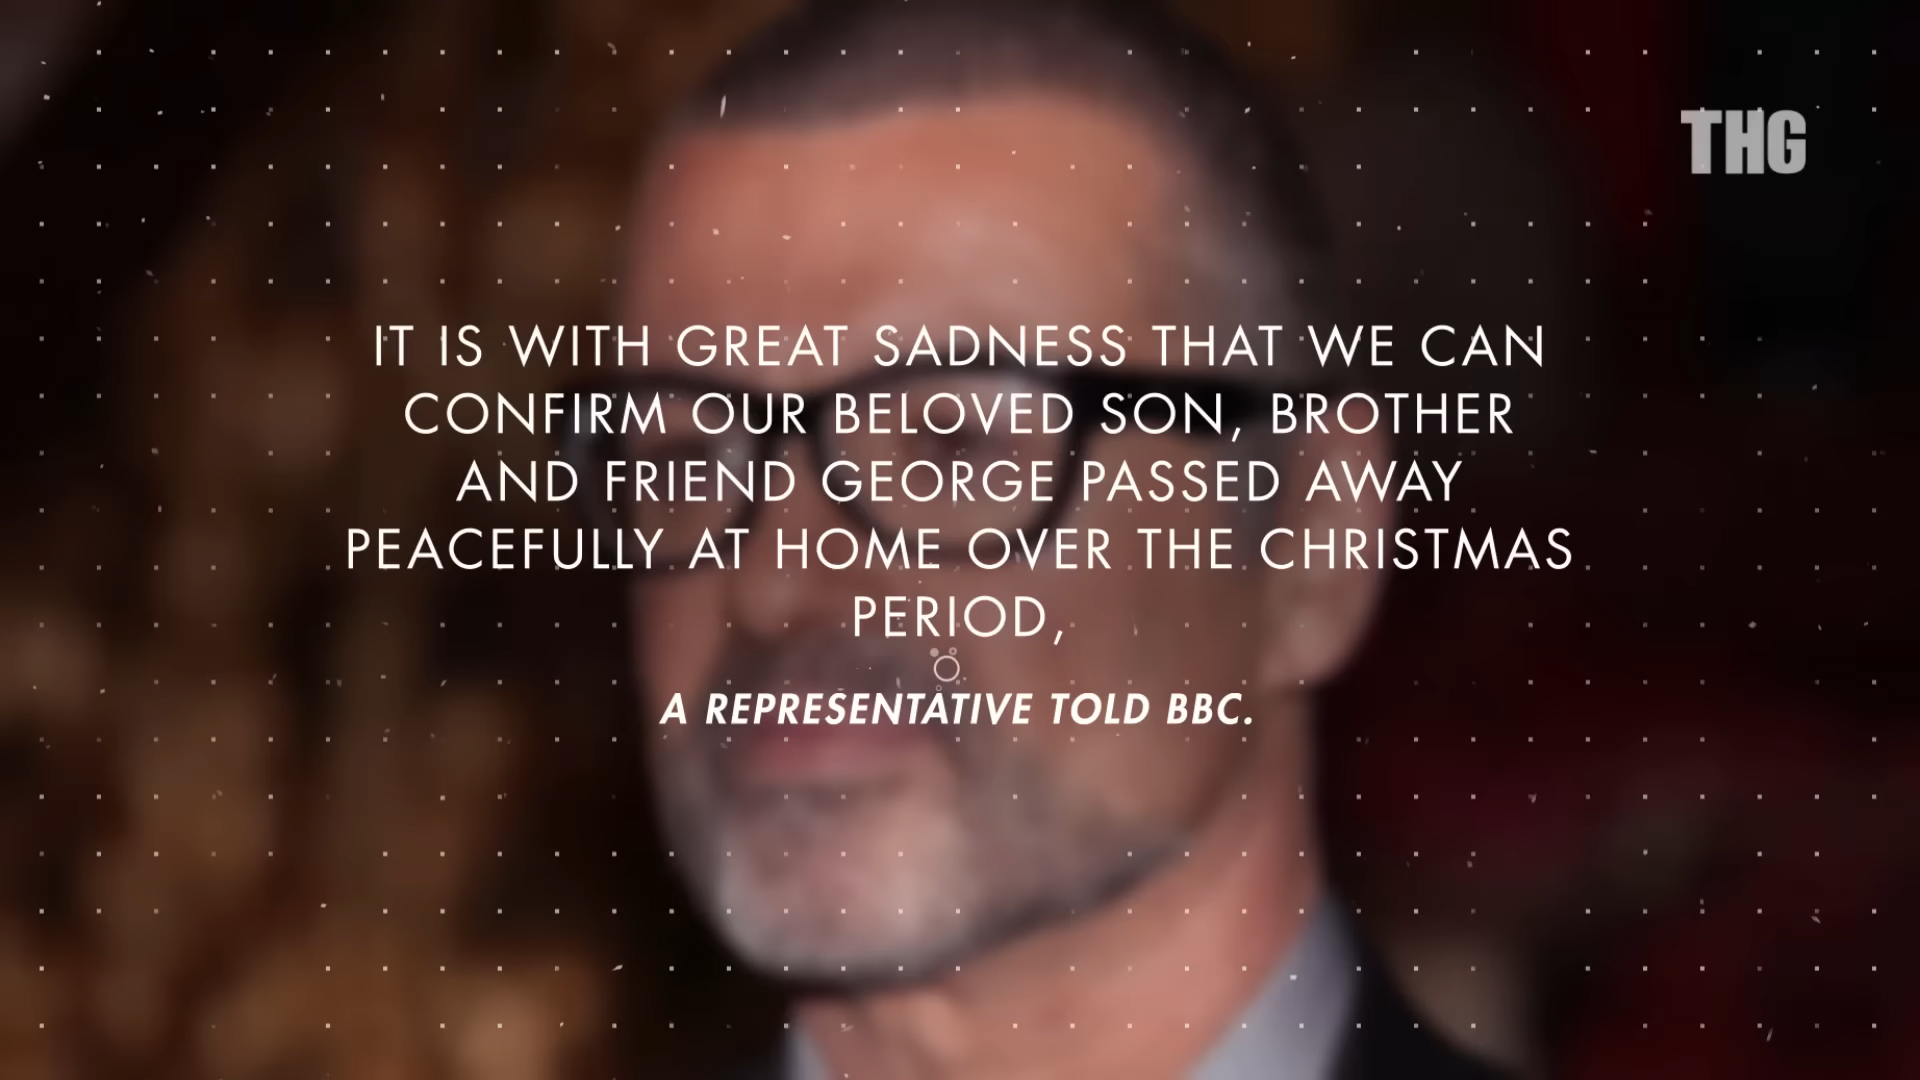 THG
IT IS WITH GREAT SADNESS THAT WE CAN
CONFIRM OUR BELOVED SON, BROTHER
AND FRIEND GEORGE PASSED AWAY
PEACEFULLY AT HOME OVER THE CHRISTMAS
PERIOD,
A REPRESENTATIVE TOLD BBC.